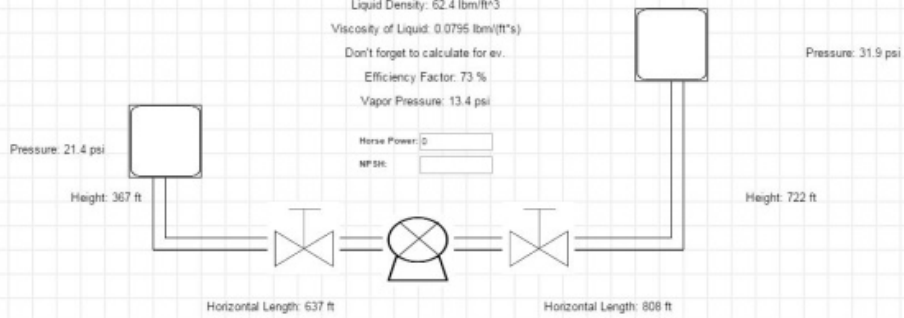 Liquid Density: 62.4 lbm/ft^3
Viscosity of Liquid: 0.0795 lbm/(ft*s)
Don't forget to calculate for ev.
Efficiency Factor: 73 %
Vapor Pressure: 13.4 psi
Pressure: 31.9 psi
Horse Power: 0
NPSH:
Pressure: 21.4 psi
Height: 367 ft
Height: 722 ft
Horizontal Length: 637 ft
Horizontal Length: 808 ft